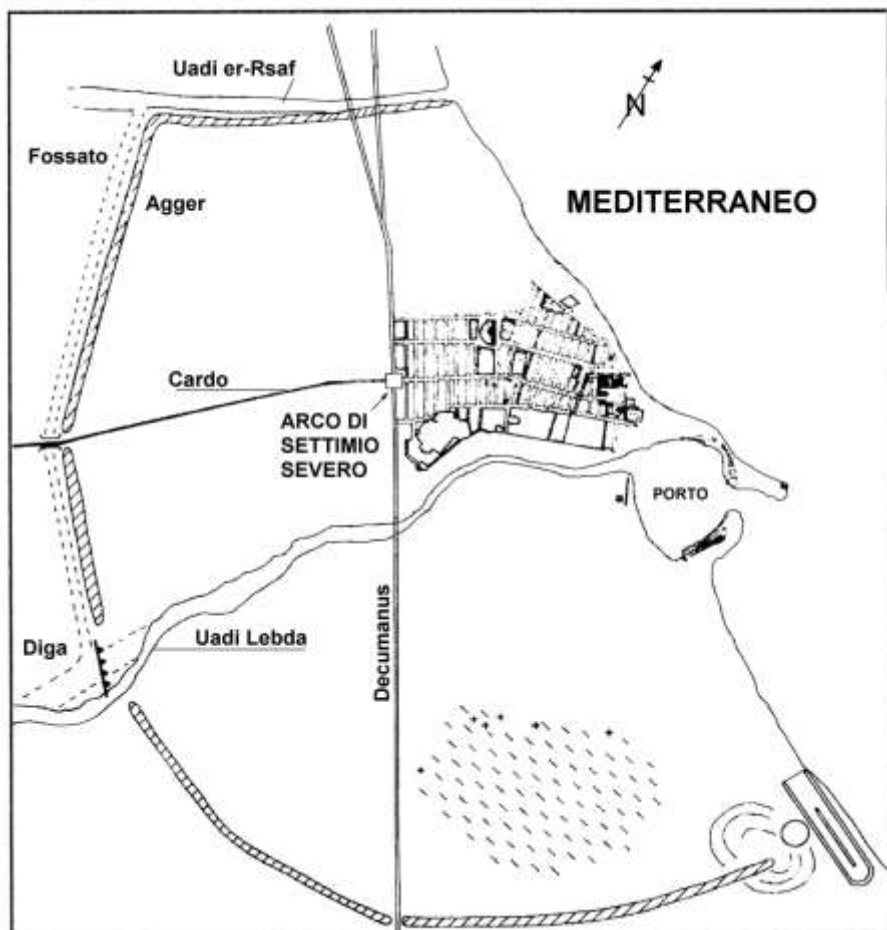 Uadi er-Rsaf
N
Fossato
Agger
MEDITERRANEO
Cardo
ARCO DI
SETTIMIO
SEVERO
PORTO
Decumanus
Diga
Uadi Lebda